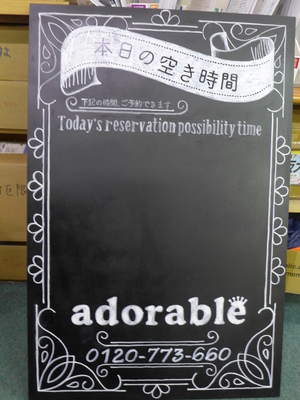 本日の空き時間
下記の時間、ご予約できます
Today's reservation possibility time
adorable
0120-773-660